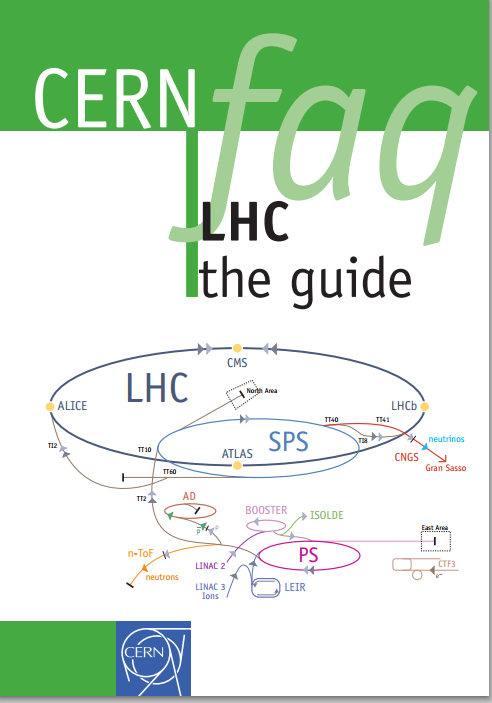 CERN
faq
LHC
the guide
CMS
LHC
North Area
ALICE
LHCb
TT40
TT41
SPS
TI8
neutrinos
TI2
TT10
ATLAS
CNGS
Gran Sasso
TT60
TT2
AD
BOOSTER
ISOLDE
East Area
p
p
n-ToF
PS
LINAC 2
CTF3
neutrons
e⁻
LINAC 3
Ions
LEIR
CERN